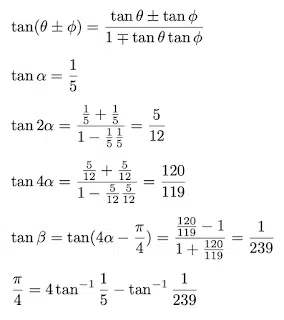 tan(θ ± ϕ) = (tan θ ± tan ϕ)/(1 ∓ tan θ tan ϕ)
tan α = 1/5
tan 2α = (1/5 + 1/5)/(1 − 1/5 1/5) = 5/12
tan 4α = (5/12 + 5/12)/(1 − 5/12 5/12) = 120/119
tan β = tan(4α − π/4) = (120/119 − 1)/(1 + 120/119) = 1/239
π/4 = 4 tan⁻¹ 1/5 − tan⁻¹ 1/239